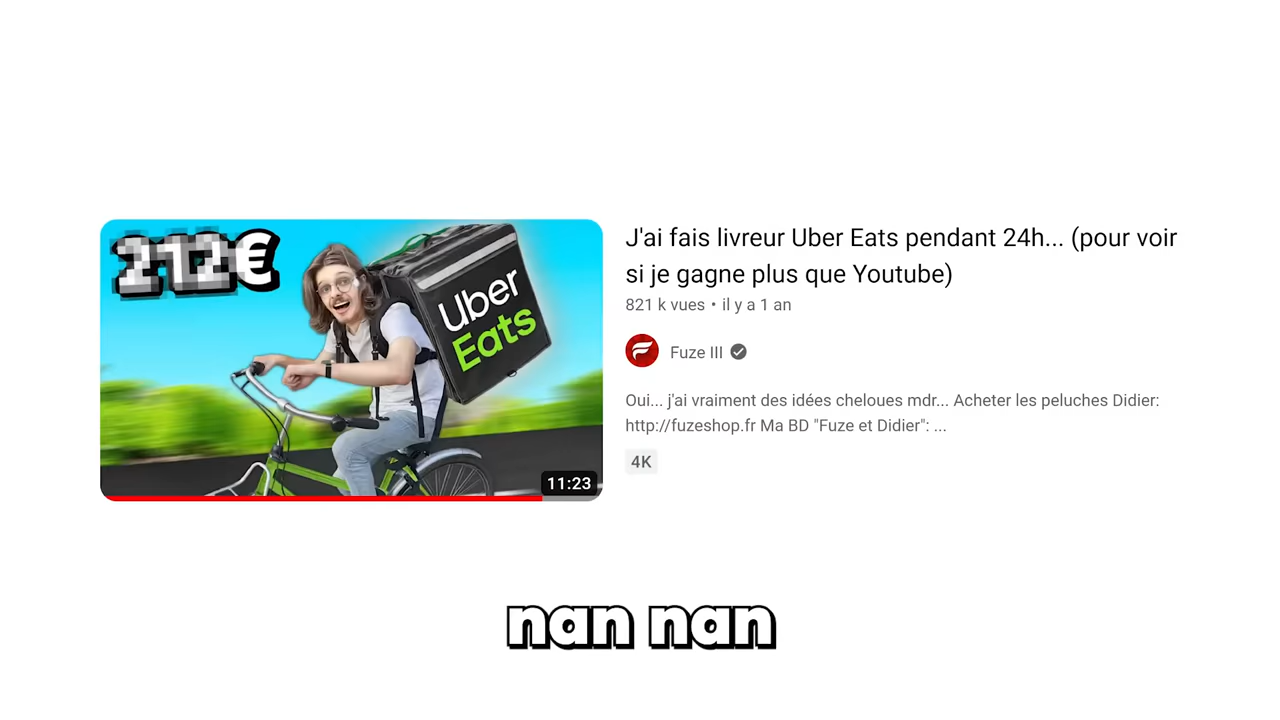 Uber
Eats
11:23
J'ai fais livreur Uber Eats pendant 24h... (pour voir
si je gagne plus que Youtube)
821 k vues • il y a 1 an
Fuze III
Oui... j'ai vraiment des idées cheloues mdr... Acheter les peluches Didier:
http://fuzeshop.fr Ma BD "Fuze et Didier": ...
4K
nan nan